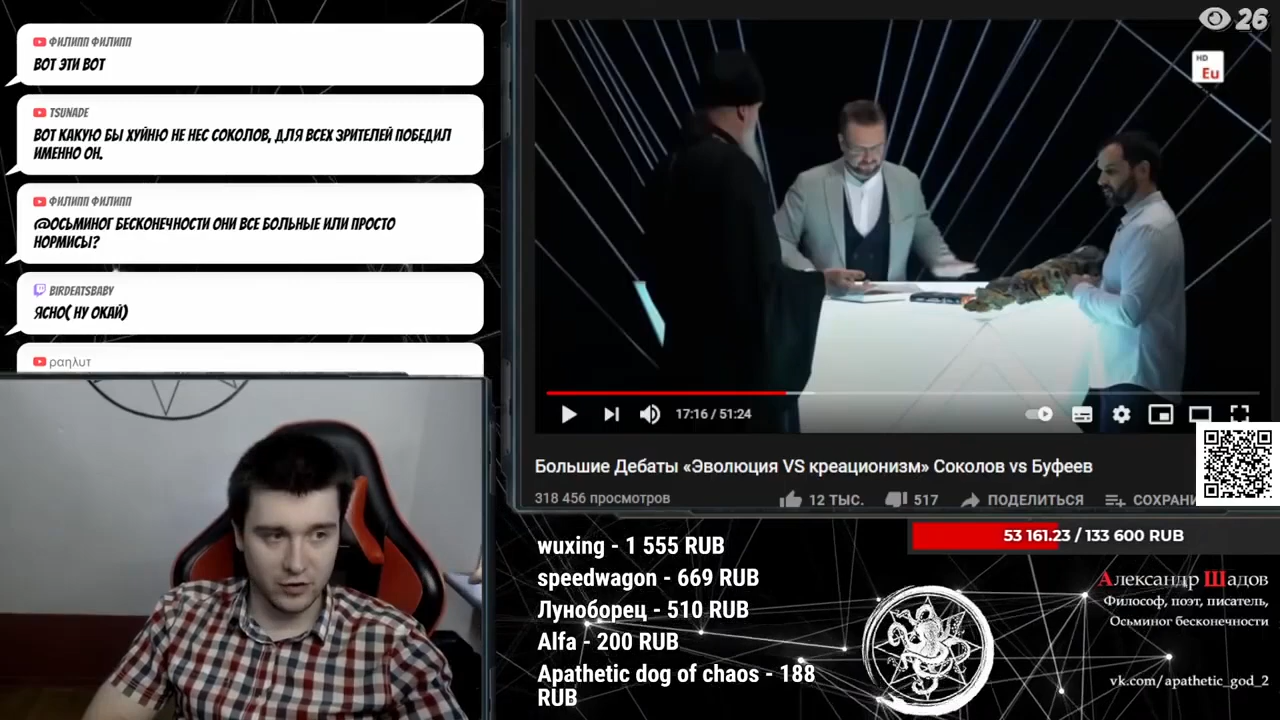 ФИЛИПП ФИЛИПП
ВОТ ЭТИ ВОТ
TSUNADE
ВОТ КАКУЮ БЫ ХУЙНЮ НЕ НЕС СОКОЛОВ, ДЛЯ ВСЕХ ЗРИТЕЛЕЙ ПОБЕДИЛ
ИМЕННО ОН.
ФИЛИПП ФИЛИПП
@ОСЬМИНОГ БЕСКОНЕЧНОСТИ ОНИ ВСЕ БОЛЬНЫЕ ИЛИ ПРОСТО
НОРМИСЫ?
BIRDEATSBABY
ЯСНО( НУ ОКАЙ)
26
HD
Eu
17:16 / 51:24
Большие Дебаты «Эволюция VS креационизм» Соколов vs Буфеев
318 456 просмотров
12 ТЫС.
517
ПОДЕЛИТЬСЯ
СОХРАНИ
53 161.23 / 133 600 RUB
wuxing - 1 555 RUB
speedwagon - 669 RUB
Луноборец - 510 RUB
Alfa - 200 RUB
Apathetic dog of chaos - 188
RUB
Александр Шадов
Философ, поэт, писатель,
Осьминог бесконечности
vk.com/apathetic_god_2